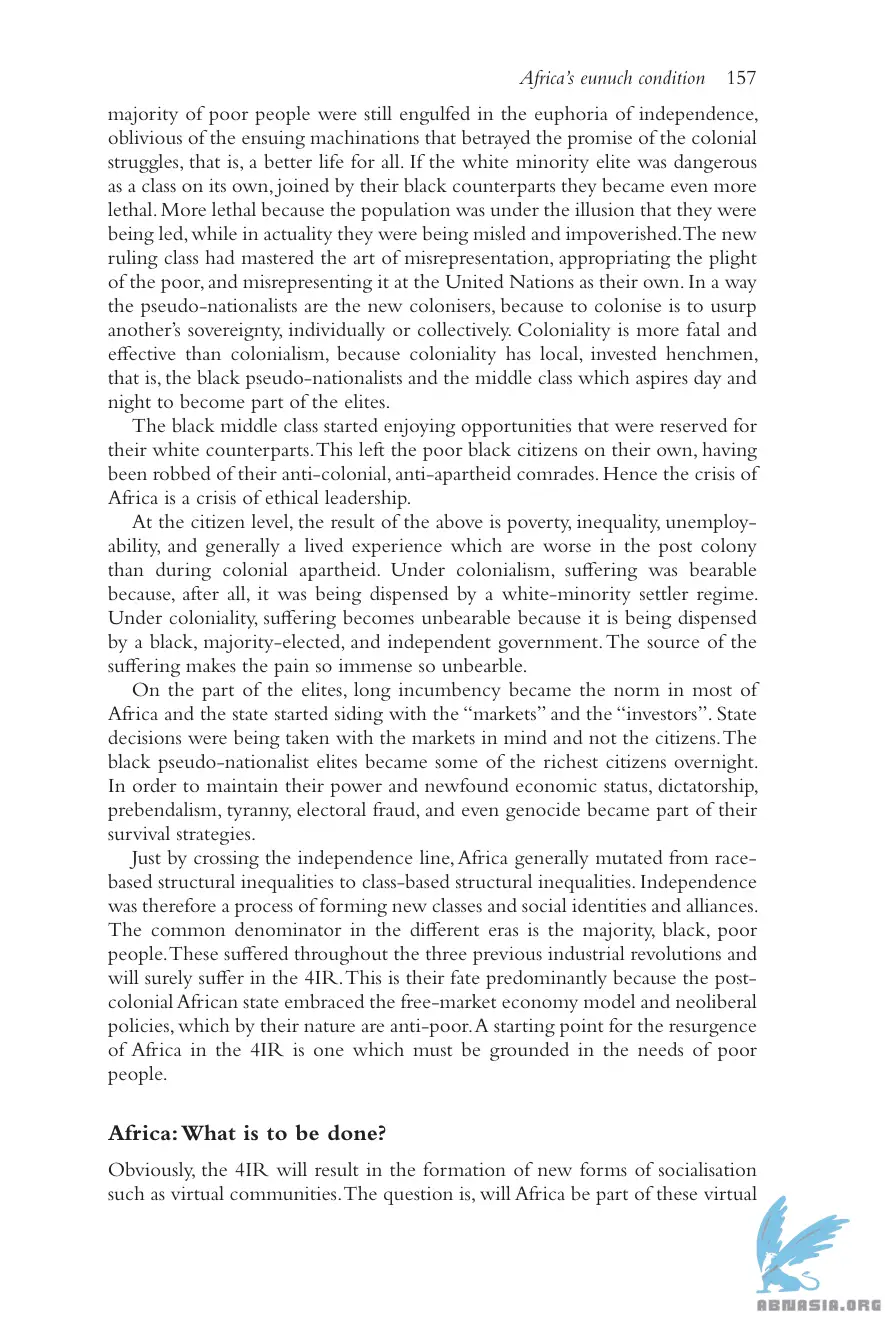 Africa’s eunuch condition 157
majority of poor people were still engulfed in the euphoria of independence,
oblivious of the ensuing machinations that betrayed the promise of the colonial
struggles, that is, a better life for all. If the white minority elite was dangerous
as a class on its own, joined by their black counterparts they became even more
lethal. More lethal because the population was under the illusion that they were
being led, while in actuality they were being misled and impoverished. The new
ruling class had mastered the art of misrepresentation, appropriating the plight
of the poor, and misrepresenting it at the United Nations as their own. In a way
the pseudo-nationalists are the new colonisers, because to colonise is to usurp
another’s sovereignty, individually or collectively. Coloniality is more fatal and
effective than colonialism, because coloniality has local, invested henchmen,
that is, the black pseudo-nationalists and the middle class which aspires day and
night to become part of the elites.
The black middle class started enjoying opportunities that were reserved for
their white counterparts. This left the poor black citizens on their own, having
been robbed of their anti-colonial, anti-apartheid comrades. Hence the crisis of
Africa is a crisis of ethical leadership.
At the citizen level, the result of the above is poverty, inequality, unemploy-
ability, and generally a lived experience which are worse in the post colony
than during colonial apartheid. Under colonialism, suffering was bearable
because, after all, it was being dispensed by a white-minority settler regime.
Under coloniality, suffering becomes unbearable because it is being dispensed
by a black, majority-elected, and independent government. The source of the
suffering makes the pain so immense so unbearble.
On the part of the elites, long incumbency became the norm in most of
Africa and the state started siding with the “markets” and the “investors”. State
decisions were being taken with the markets in mind and not the citizens. The
black pseudo-nationalist elites became some of the richest citizens overnight.
In order to maintain their power and newfound economic status, dictatorship,
prebendalism, tyranny, electoral fraud, and even genocide became part of their
survival strategies.
Just by crossing the independence line, Africa generally mutated from race-
based structural inequalities to class-based structural inequalities. Independence
was therefore a process of forming new classes and social identities and alliances.
The common denominator in the different eras is the majority, black, poor
people. These suffered throughout the three previous industrial revolutions and
will surely suffer in the 4IR. This is their fate predominantly because the post-
colonial African state embraced the free-market economy model and neoliberal
policies, which by their nature are anti-poor. A starting point for the resurgence
of Africa in the 4IR is one which must be grounded in the needs of poor
people.
Africa: What is to be done?
Obviously, the 4IR will result in the formation of new forms of socialisation
such as virtual communities. The question is, will Africa be part of these virtual
ABNASIA.ORG